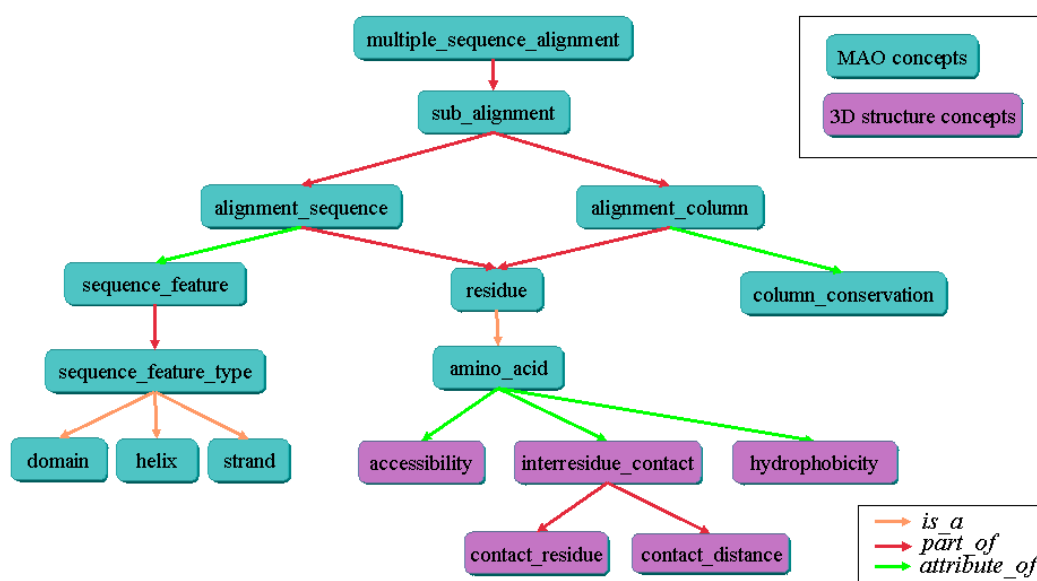 multiple_sequence_alignment
MAO concepts
3D structure concepts
sub_alignment
alignment_sequence
alignment_column
sequence_feature
residue
column_conservation
sequence_feature_type
amino_acid
domain
helix
strand
accessibility
interresidue_contact
hydrophobicity
contact_residue
contact_distance
is_a
part_of
attribute_of